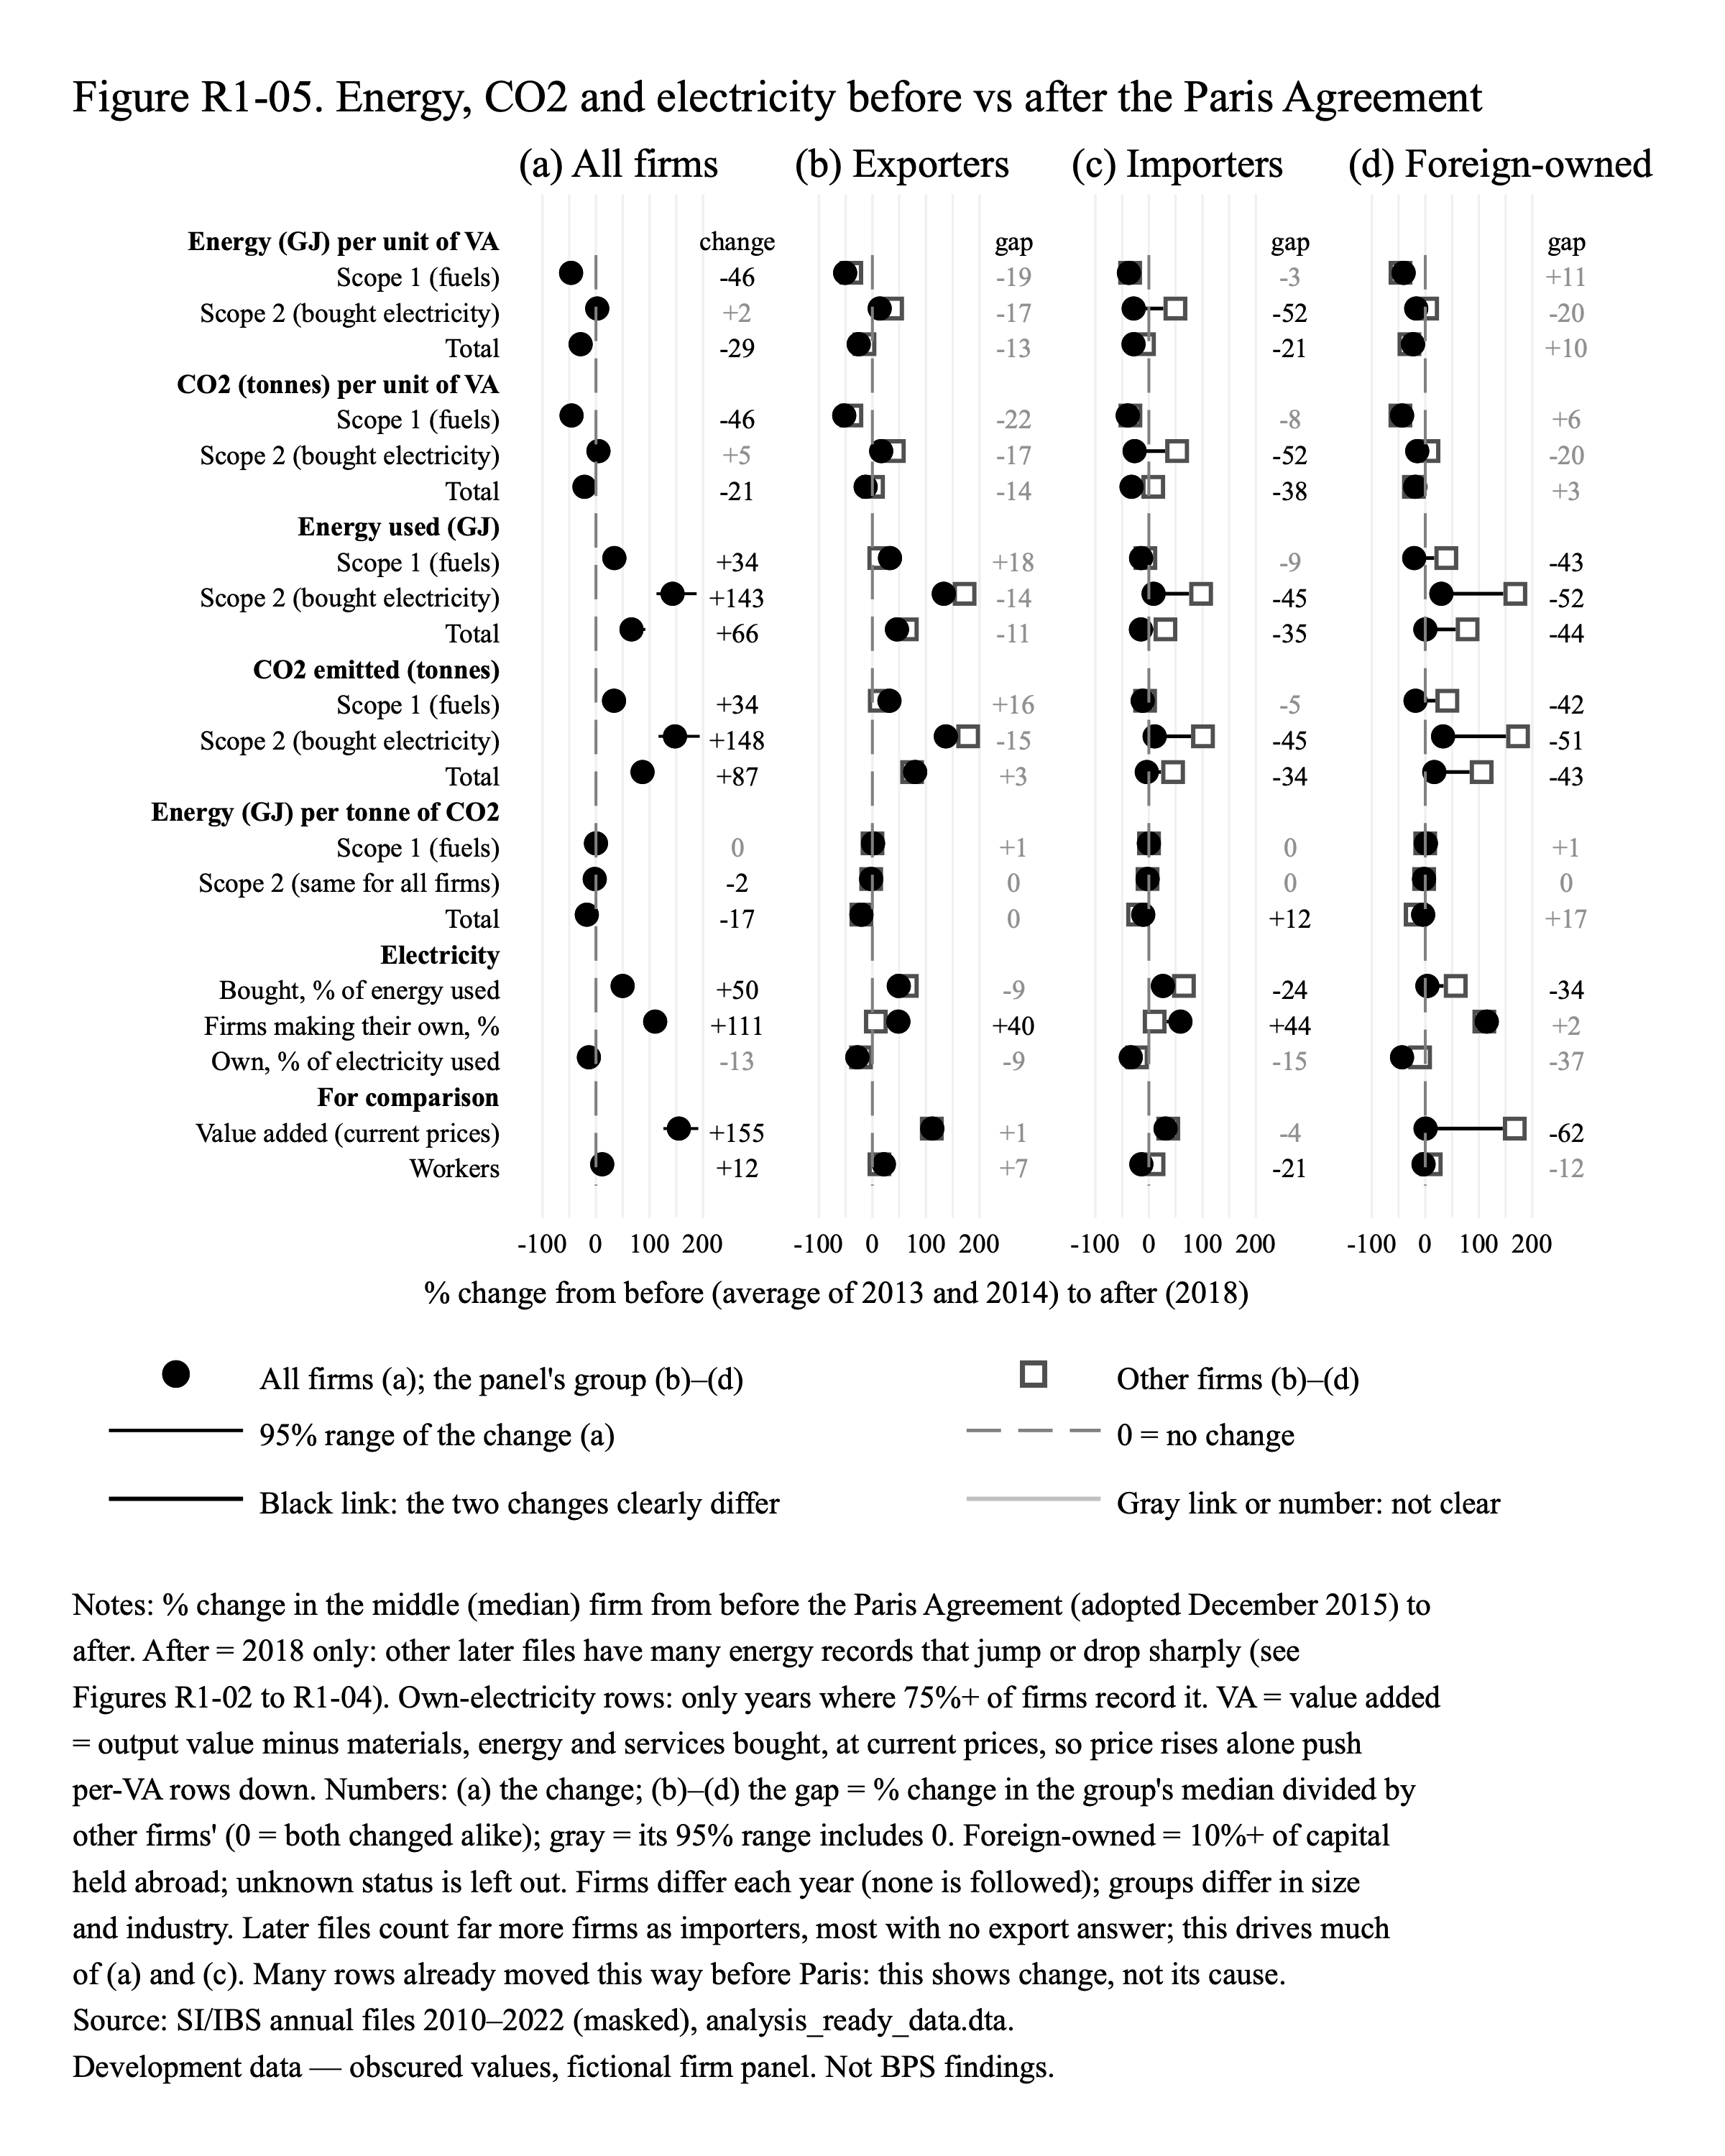 Figure R1-05. Energy, CO2 and electricity before vs after the Paris Agreement
(a) All firms (b) Exporters (c) Importers (d) Foreign-owned
Energy (GJ) per unit of VA change gap gap gap
Scope 1 (fuels) -46 -19 -3 +11
Scope 2 (bought electricity) +2 -17 -52 -20
Total -29 -13 -21 +10
CO2 (tonnes) per unit of VA
Scope 1 (fuels) -46 -22 -8 +6
Scope 2 (bought electricity) +5 -17 -52 -20
Total -21 -14 -38 +3
Energy used (GJ)
Scope 1 (fuels) +34 +18 -9 -43
Scope 2 (bought electricity) +143 -14 -45 -52
Total +66 -11 -35 -44
CO2 emitted (tonnes)
Scope 1 (fuels) +34 +16 -5 -42
Scope 2 (bought electricity) +148 -15 -45 -51
Total +87 +3 -34 -43
Energy (GJ) per tonne of CO2
Scope 1 (fuels) 0 +1 0 +1
Scope 2 (same for all firms) -2 0 0 0
Total -17 0 +12 +17
Electricity
Bought, % of energy used +50 -9 -24 -34
Firms making their own, % +111 +40 +44 +2
Own, % of electricity used -13 -9 -15 -37
For comparison
Value added (current prices) +155 +1 -4 -62
Workers +12 +7 -21 -12
-100 0 100 200 -100 0 100 200 -100 0 100 200 -100 0 100 200
% change from before (average of 2013 and 2014) to after (2018)
All firms (a); the panel's group (b)–(d) Other firms (b)–(d)
95% range of the change (a) 0 = no change
Black link: the two changes clearly differ Gray link or number: not clear
Notes: % change in the middle (median) firm from before the Paris Agreement (adopted December 2015) to
after. After = 2018 only: other later files have many energy records that jump or drop sharply (see
Figures R1-02 to R1-04). Own-electricity rows: only years where 75%+ of firms record it. VA = value added
= output value minus materials, energy and services bought, at current prices, so price rises alone push
per-VA rows down. Numbers: (a) the change; (b)–(d) the gap = % change in the group's median divided by
other firms' (0 = both changed alike); gray = its 95% range includes 0. Foreign-owned = 10%+ of capital
held abroad; unknown status is left out. Firms differ each year (none is followed); groups differ in size
and industry. Later files count far more firms as importers, most with no export answer; this drives much
of (a) and (c). Many rows already moved this way before Paris: this shows change, not its cause.
Source: SI/IBS annual files 2010–2022 (masked), analysis_ready_data.dta.
Development data — obscured values, fictional firm panel. Not BPS findings.